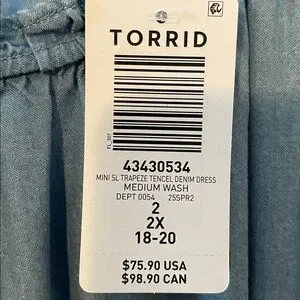 TORRID
FL_307
43430534
MINI SL TRAPEZE TENCEL DENIM DRESS
MEDIUM WASH
DEPT 0054 25SPR2
2
2X
18-20
$75.90 USA
$98.90 CAN